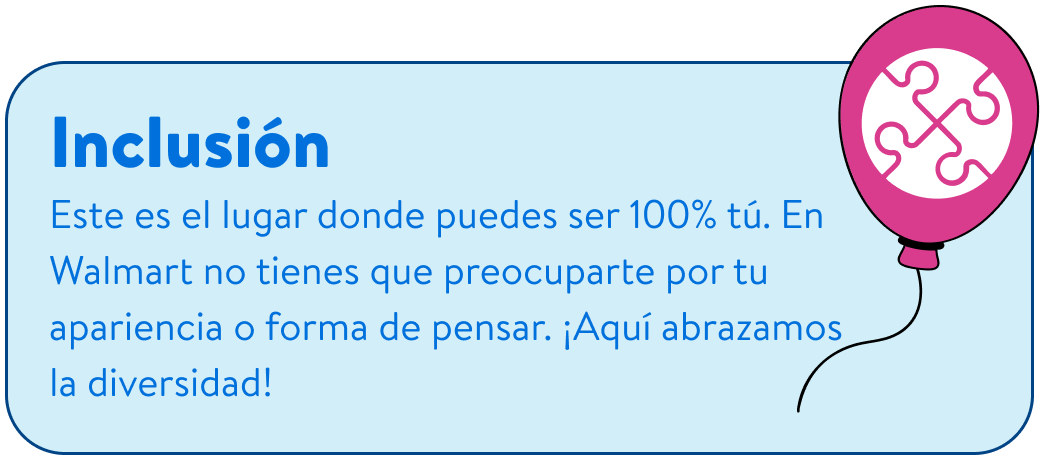 Inclusión
Este es el lugar donde puedes ser 100% tú. En
Walmart no tienes que preocuparte por tu
apariencia o forma de pensar. ¡Aquí abrazamos
la diversidad!